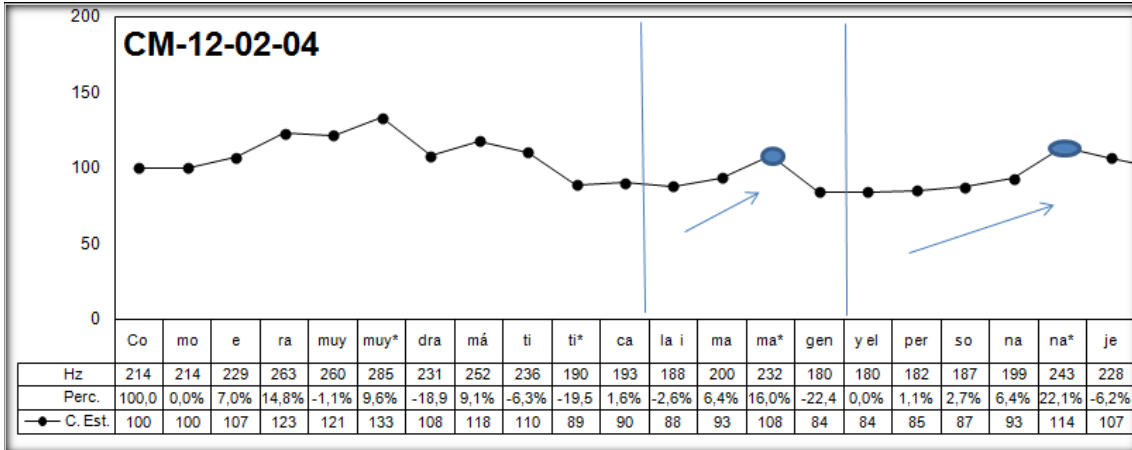 200
CM-12-02-04
150
100
50
0
Co mo e ra muy muy* dra má ti ti* ca la i ma ma* gen y el per so na na* je
Hz 214 214 229 263 260 285 231 252 236 190 193 188 200 232 180 180 182 187 199 243 228
Perc. 100,0 0,0% 7,0% 14,8% -1,1% 9,6% -18,9 9,1% -6,3% -19,5 1,6% -2,6% 6,4% 16,0% -22,4 0,0% 1,1% 2,7% 6,4% 22,1% -6,2%
C. Est. 100 100 107 123 121 133 108 118 110 89 90 88 93 108 84 84 85 87 93 114 107